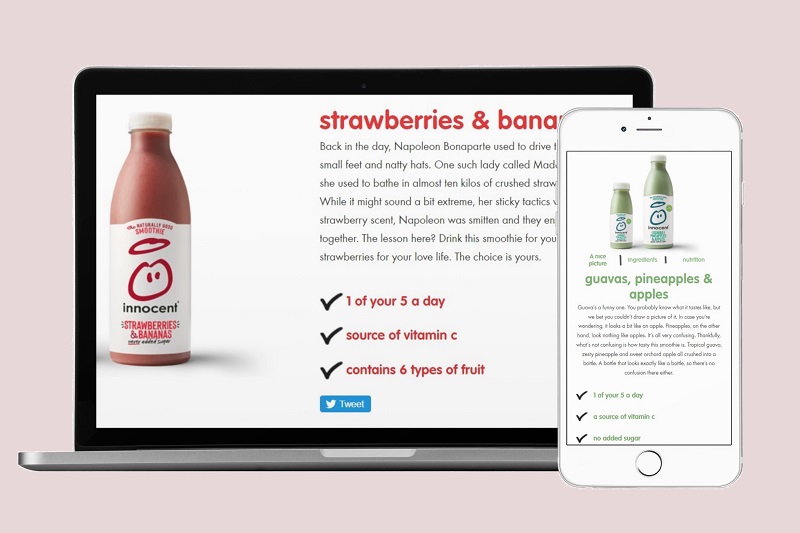 strawberries & bana
Back in the day, Napoleon Bonaparte used to drive
small feet and natty hats. One such lady called
she used to bathe in almost ten kilos of crushed
While it might sound a bit extreme, her sticky tactics
strawberry scent, Napoleon was smitten and they
together. The lesson here? Drink this smoothie for
strawberries for your love life. The choice is yours.
1 of your 5 a day
source of vitamin c
contains 6 types of fruit
Tweet
NATURALLY GOOD
SMOOTHIE
innocent
STRAWBERRIES
& BANANAS
never added sugar
innocent
innocent
A nice
picture
ingredients
nutrition
guavas, pineapples &
apples
Guava's a funny one. You probably know what it tastes like, but
we bet you couldn't draw a picture of it. In case you're
wondering, it looks a bit like an apple. Pineapples, on the other
hand, look nothing like apples. It's all very confusing. Thankfully,
what's not confusing is how tasty this smoothie is. Tropical guava,
zesty pineapple and sweet orchard apple all crushed into a
bottle. A bottle that looks exactly like a bottle, so there's no
confusion there either.
1 of your 5 a day
a source of vitamin c
no added sugar